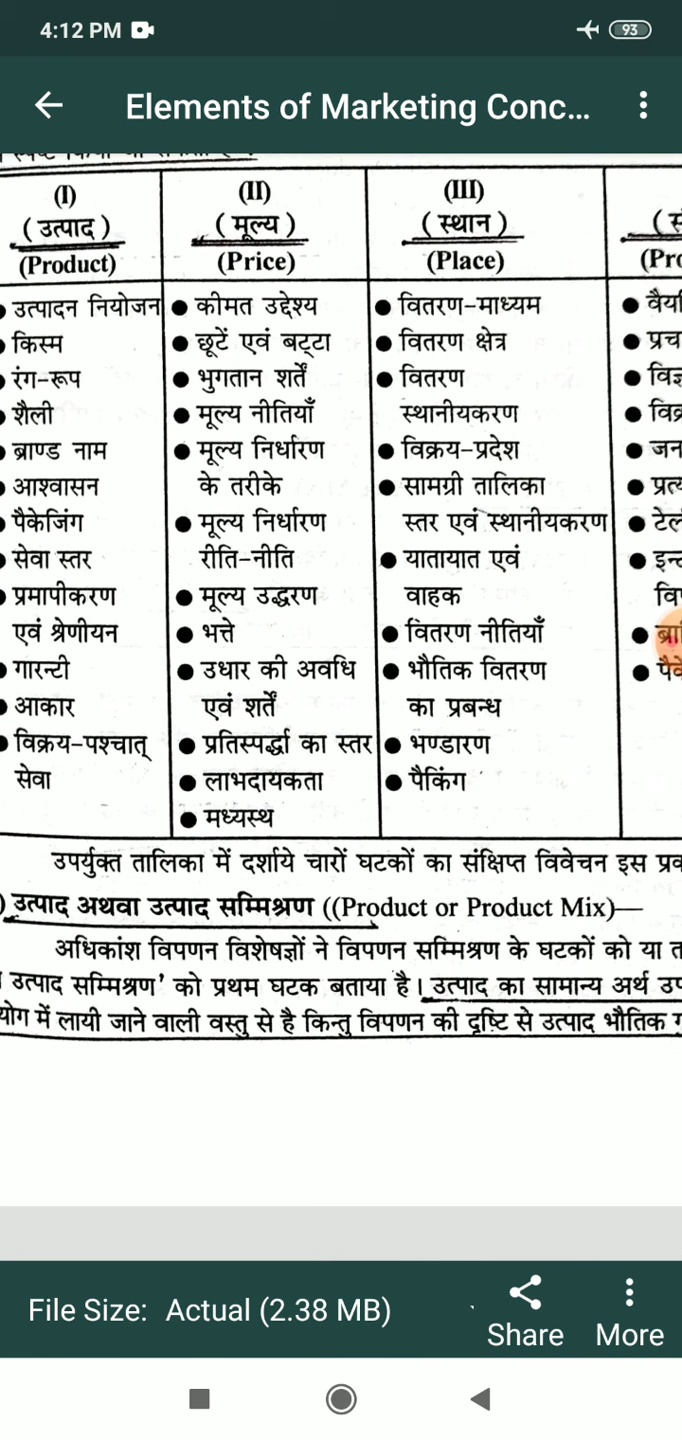 4:12 PM
93
Elements of Marketing Conc...
(I)
(उत्पाद)
(Product)
उत्पादन नियोजन
किस्म
रंग-रूप
शैली
ब्राण्ड नाम
आश्वासन
पैकेजिंग
सेवा स्तर
प्रमापीकरण
एवं श्रेणीयन
गारन्टी
आकार
विक्रय-पश्चात्
सेवा
(II)
(मूल्य)
(Price)
● कीमत उद्देश्य
● छूटें एवं बट्टा
● भुगतान शर्तें
● मूल्य नीतियाँ
● मूल्य निर्धारण
के तरीके
● मूल्य निर्धारण
रीति-नीति
● मूल्य उद्धरण
● भत्ते
● उधार की अवधि
एवं शर्तें
● प्रतिस्पर्द्धा का स्तर
● लाभदायकता
● मध्यस्थ
(III)
(स्थान)
(Place)
● वितरण-माध्यम
● वितरण क्षेत्र
● वितरण
स्थानीयकरण
● विक्रय-प्रदेश
● सामग्री तालिका
स्तर एवं स्थानीयकरण
● यातायात एवं
वाहक
● वितरण नीतियाँ
● भौतिक वितरण
का प्रबन्ध
● भण्डारण
● पैकिंग
उपर्युक्त तालिका में दर्शाये चारों घटकों का संक्षिप्त विवेचन इस
) उत्पाद अथवा उत्पाद सम्मिश्रण ((Product or Product Mix)—
अधिकांश विपणन विशेषज्ञों ने विपणन सम्मिश्रण के घटकों को या
उत्पाद सम्मिश्रण' को प्रथम घटक बताया है। उत्पाद का सामान्य अर्थ
में लायी जाने वाली वस्तु से है किन्तु विपणन की दृष्टि से उत्पाद भौतिक
File Size: Actual (2.38 MB)
Share
More